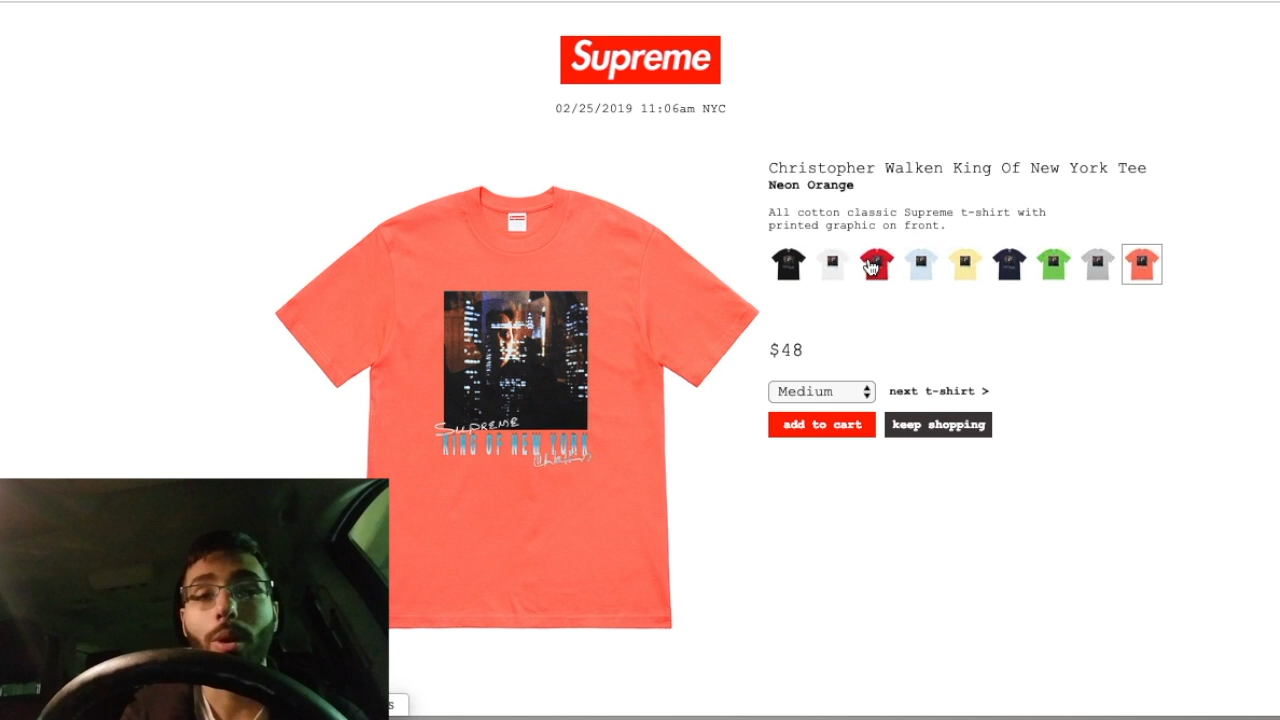 Supreme
02/25/2019 11:06am NYC
Christopher Walken King Of New York Tee
Neon Orange
All cotton classic Supreme t-shirt with
printed graphic on front.
$48
Medium
next t-shirt >
add to cart
keep shopping
SUPREME
KING OF NEW YORK